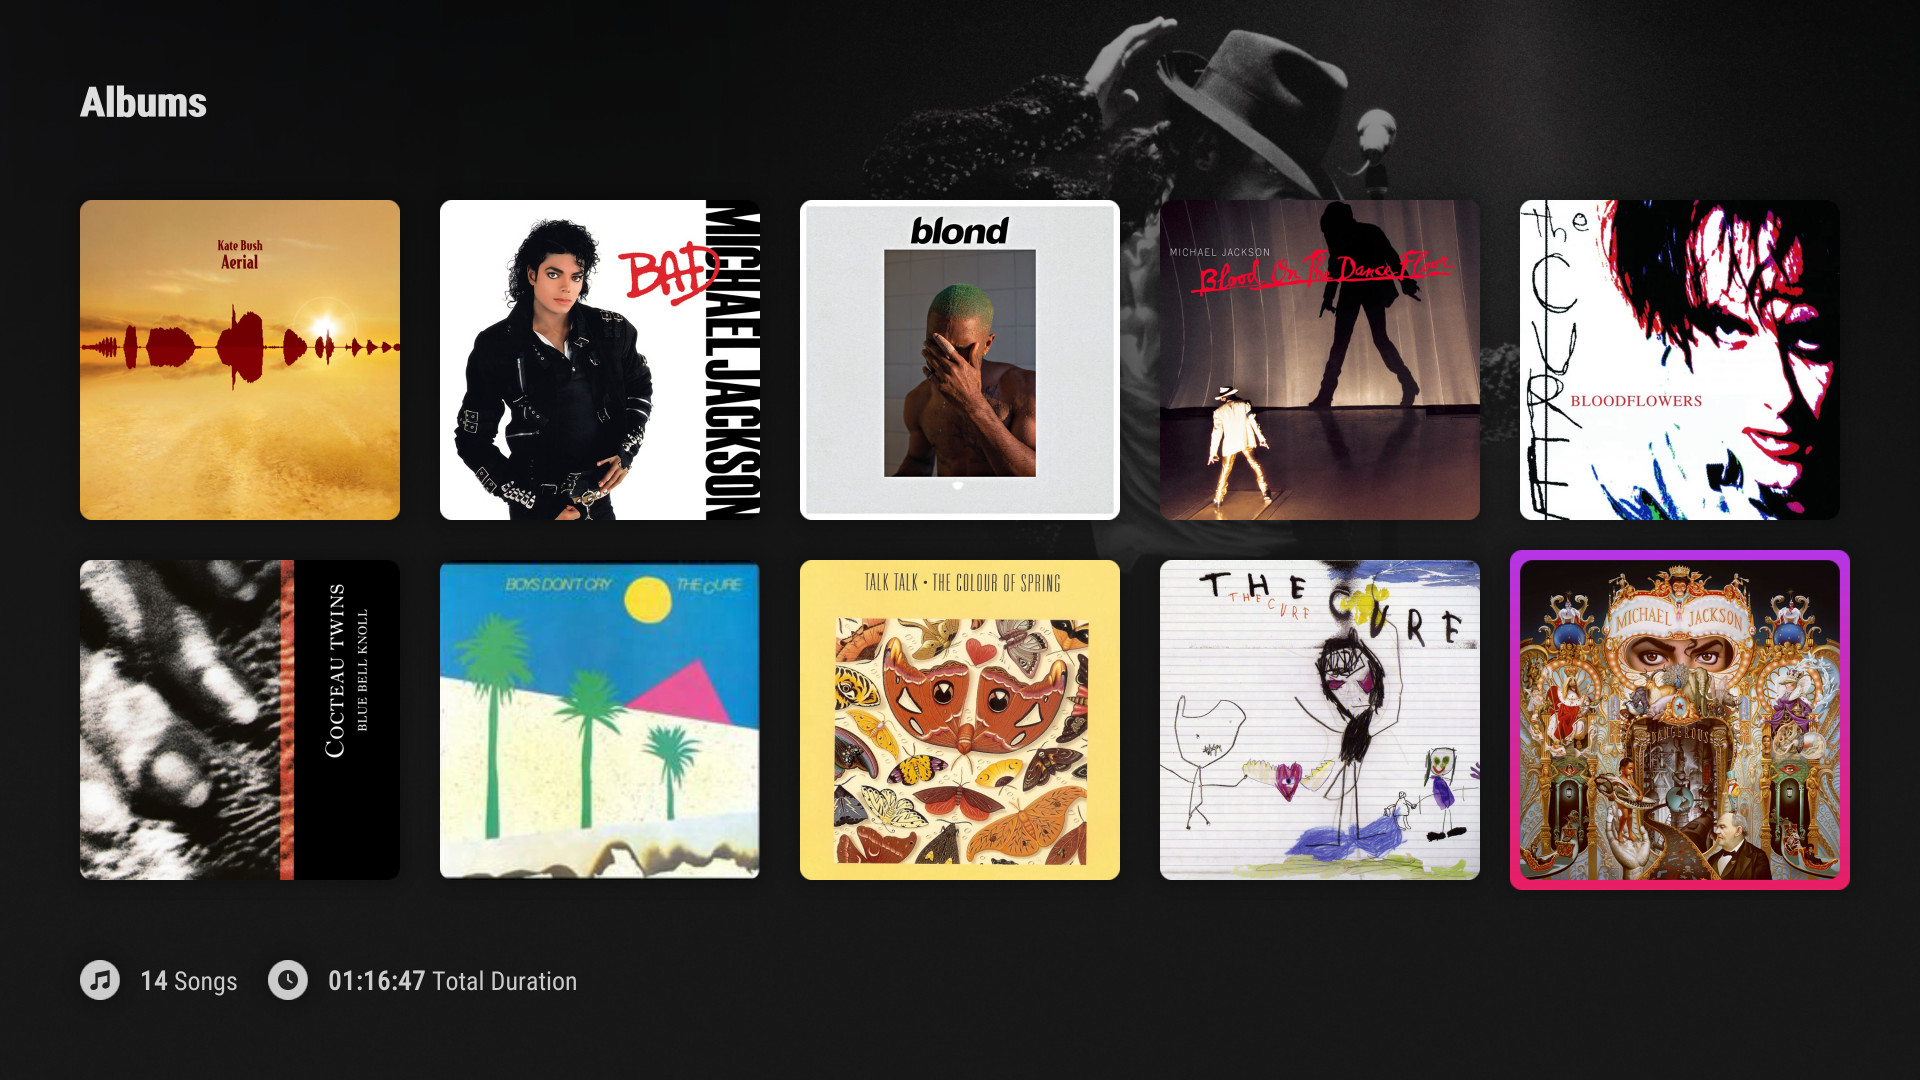 Albums
Kate Bush
Aerial
BAD
MICHAEL JACKSON
blond
MICHAEL JACKSON
Blood On The Dance Floor
the CURE
BLOODFLOWERS
COCTEAU TWINS
BLUE BELL KNOLL
BOYS DON'T CRY THE CURE
TALK TALK • THE COLOUR OF SPRING
THE CURE
THE CURE
MICHAEL JACKSON
DANGEROUS
14 Songs
01:16:47 Total Duration